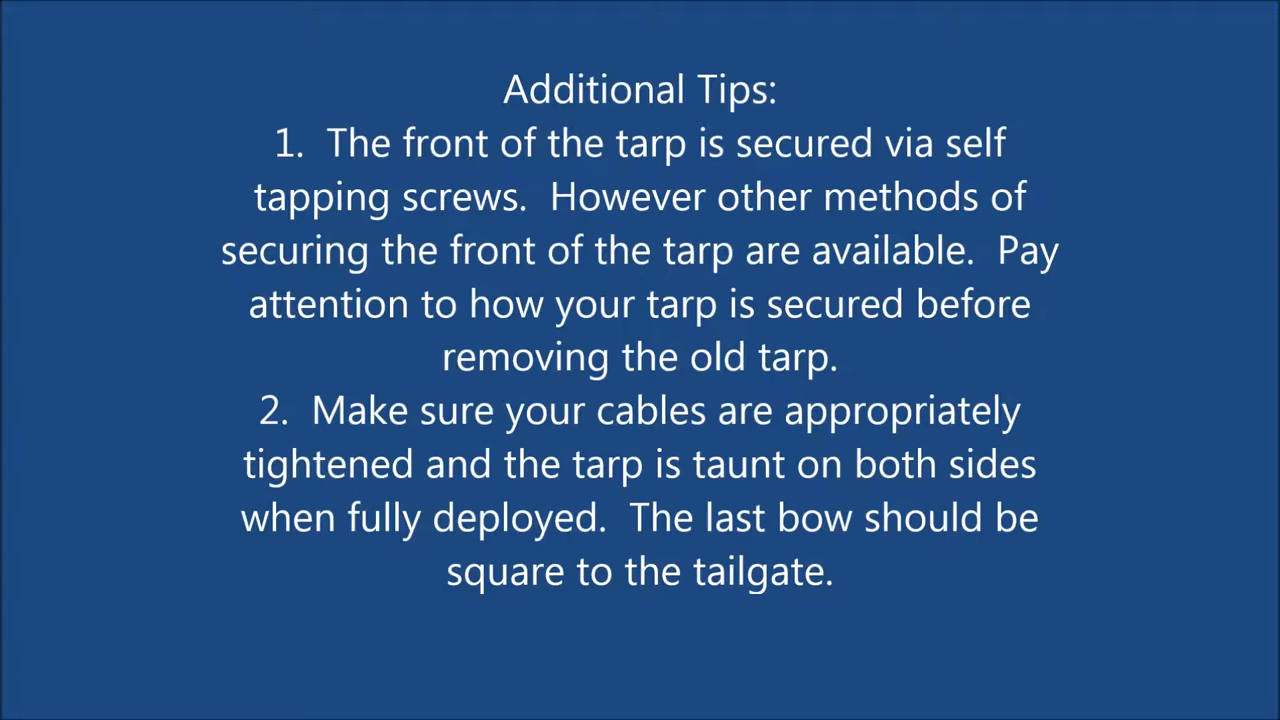 Additional Tips:
1.  The front of the tarp is secured via self
tapping screws.  However other methods of
securing the front of the tarp are available.  Pay
attention to how your tarp is secured before
removing the old tarp.
2.  Make sure your cables are appropriately
tightened and the tarp is taunt on both sides
when fully deployed.  The last bow should be
square to the tailgate.